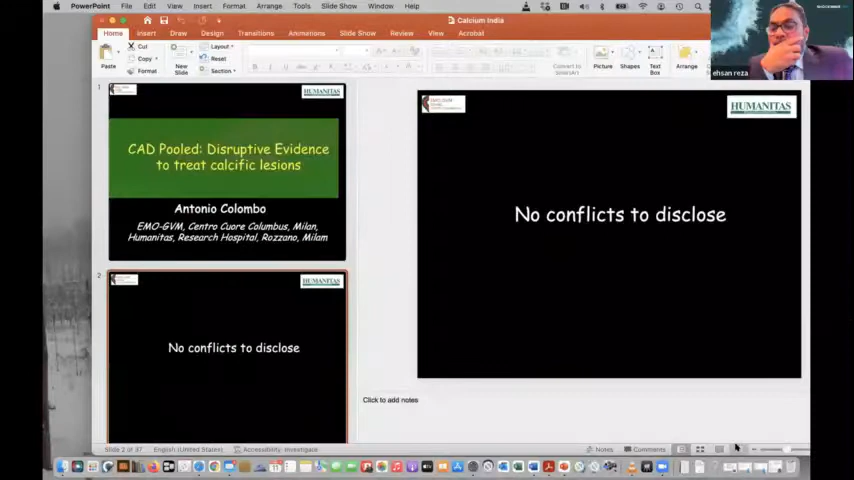 PowerPoint File Edit View Insert Format Arrange Tools Slide Show Window Help
Calcium India
Home Insert Draw Design Transitions Animations Slide Show Review View Acrobat
Paste
Cut
Copy
Format
New
Slide
Layout
Reset
Section
Convert to
SmartArt
Picture
Shapes
Text
Box
Arrange
ehsan reza
1
HUMANITAS
CAD Pooled: Disruptive Evidence
to treat calcific lesions
Antonio Colombo
EMO-GVM, Centro Cuore Columbus, Milan,
Humanitas, Research Hospital, Rozzano, Milam
2
HUMANITAS
No conflicts to disclose
HUMANITAS
No conflicts to disclose
Click to add notes
Slide 2 of 37
English (United States)
Accessibility: Investigate
Notes
Comments